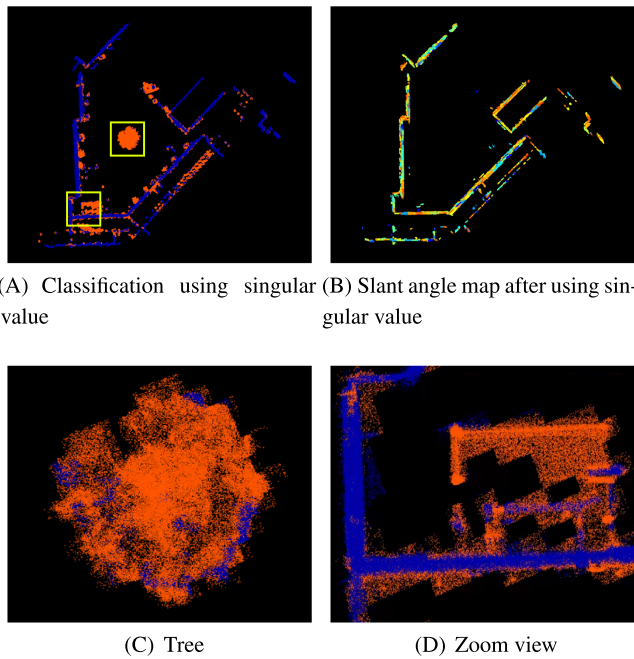 (A) Classification using singular
value
(B) Slant angle map after using sin-
gular value
(C) Tree
(D) Zoom view